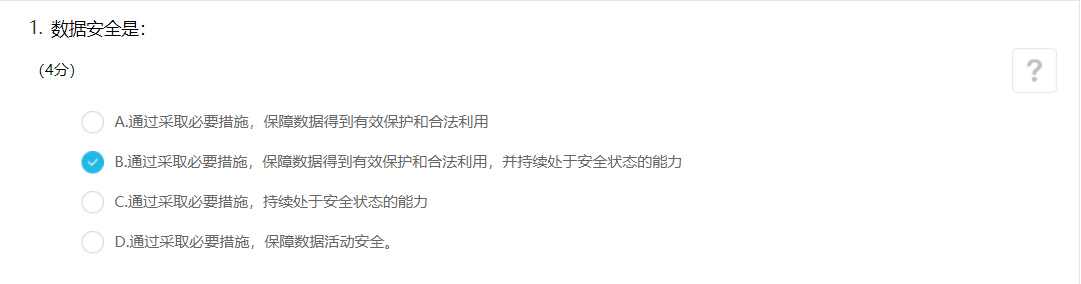 1. 数据安全是：
(4分)
?
A.通过采取必要措施，保障数据得到有效保护和合法利用
B.通过采取必要措施，保障数据得到有效保护和合法利用，并持续处于安全状态的能力
C.通过采取必要措施，持续处于安全状态的能力
D.通过采取必要措施，保障数据活动安全。